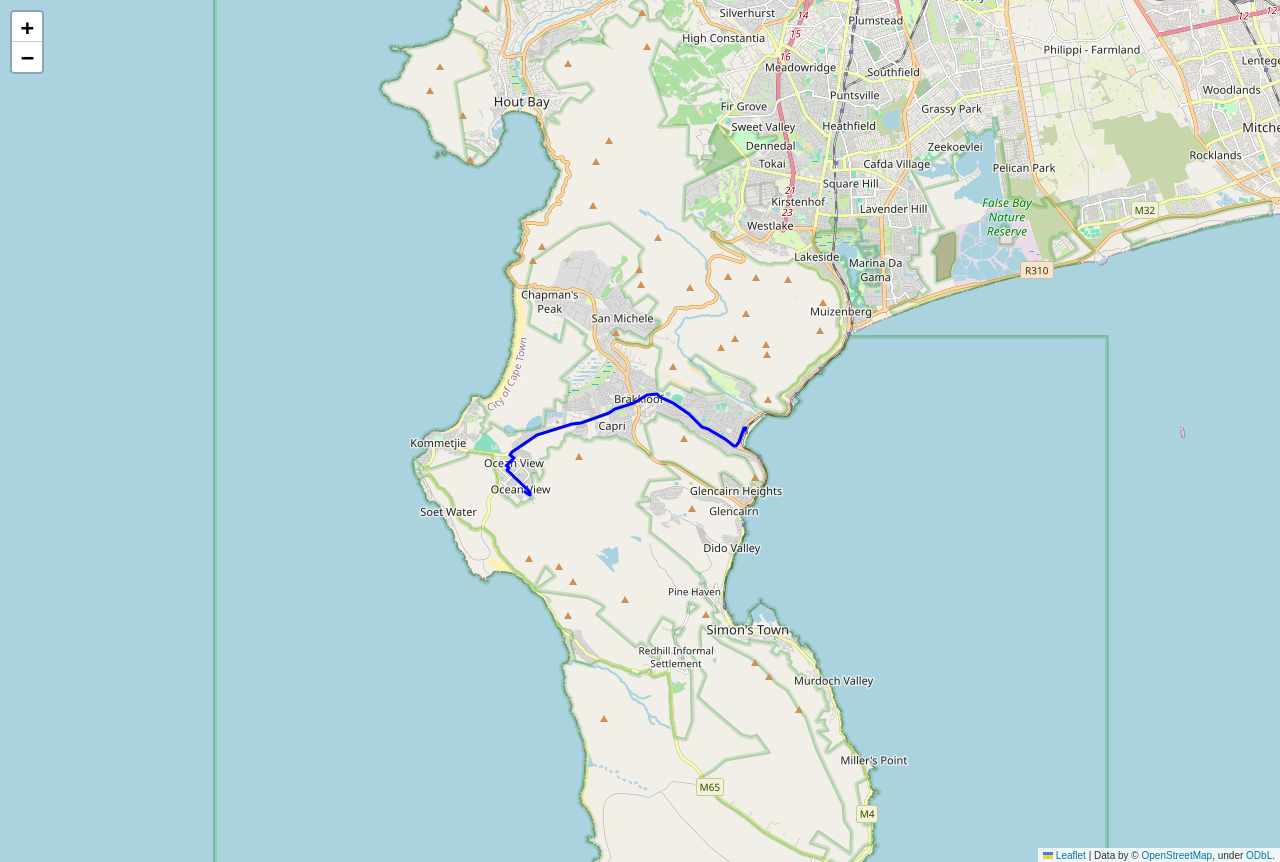 +
−
Silverhurst
14
12
12
Plumstead
15
High Constantia
16
Philippi - Farmland
Meadowridge
Southfield
Lentege
Woodlands
Puntsville
Hout Bay
Fir Grove
Grassy Park
Sweet Valley
Heathfield
Mitche
Dennedal
Zeekoevlei
Rocklands
Tokai
Cafda Village
Pelican Park
Square Hill
21
Kirstenhof
False Bay
Nature
Reserve
23
Lavender Hill
M32
Westlake
Lakeside
Marina Da
Gama
R310
Chapman's
Peak
San Michele
Muizenberg
City of Cape Town
Brakkloof
Capri
Kommetjie
Ocean View
Ocean View
Glencairn Heights
Soet Water
Glencairn
Dido Valley
Pine Haven
Simon's Town
Redhill Informal
Settlement
Murdoch Valley
Miller's Point
M65
M4
Leaflet | Data by © OpenStreetMap, under ODbL.